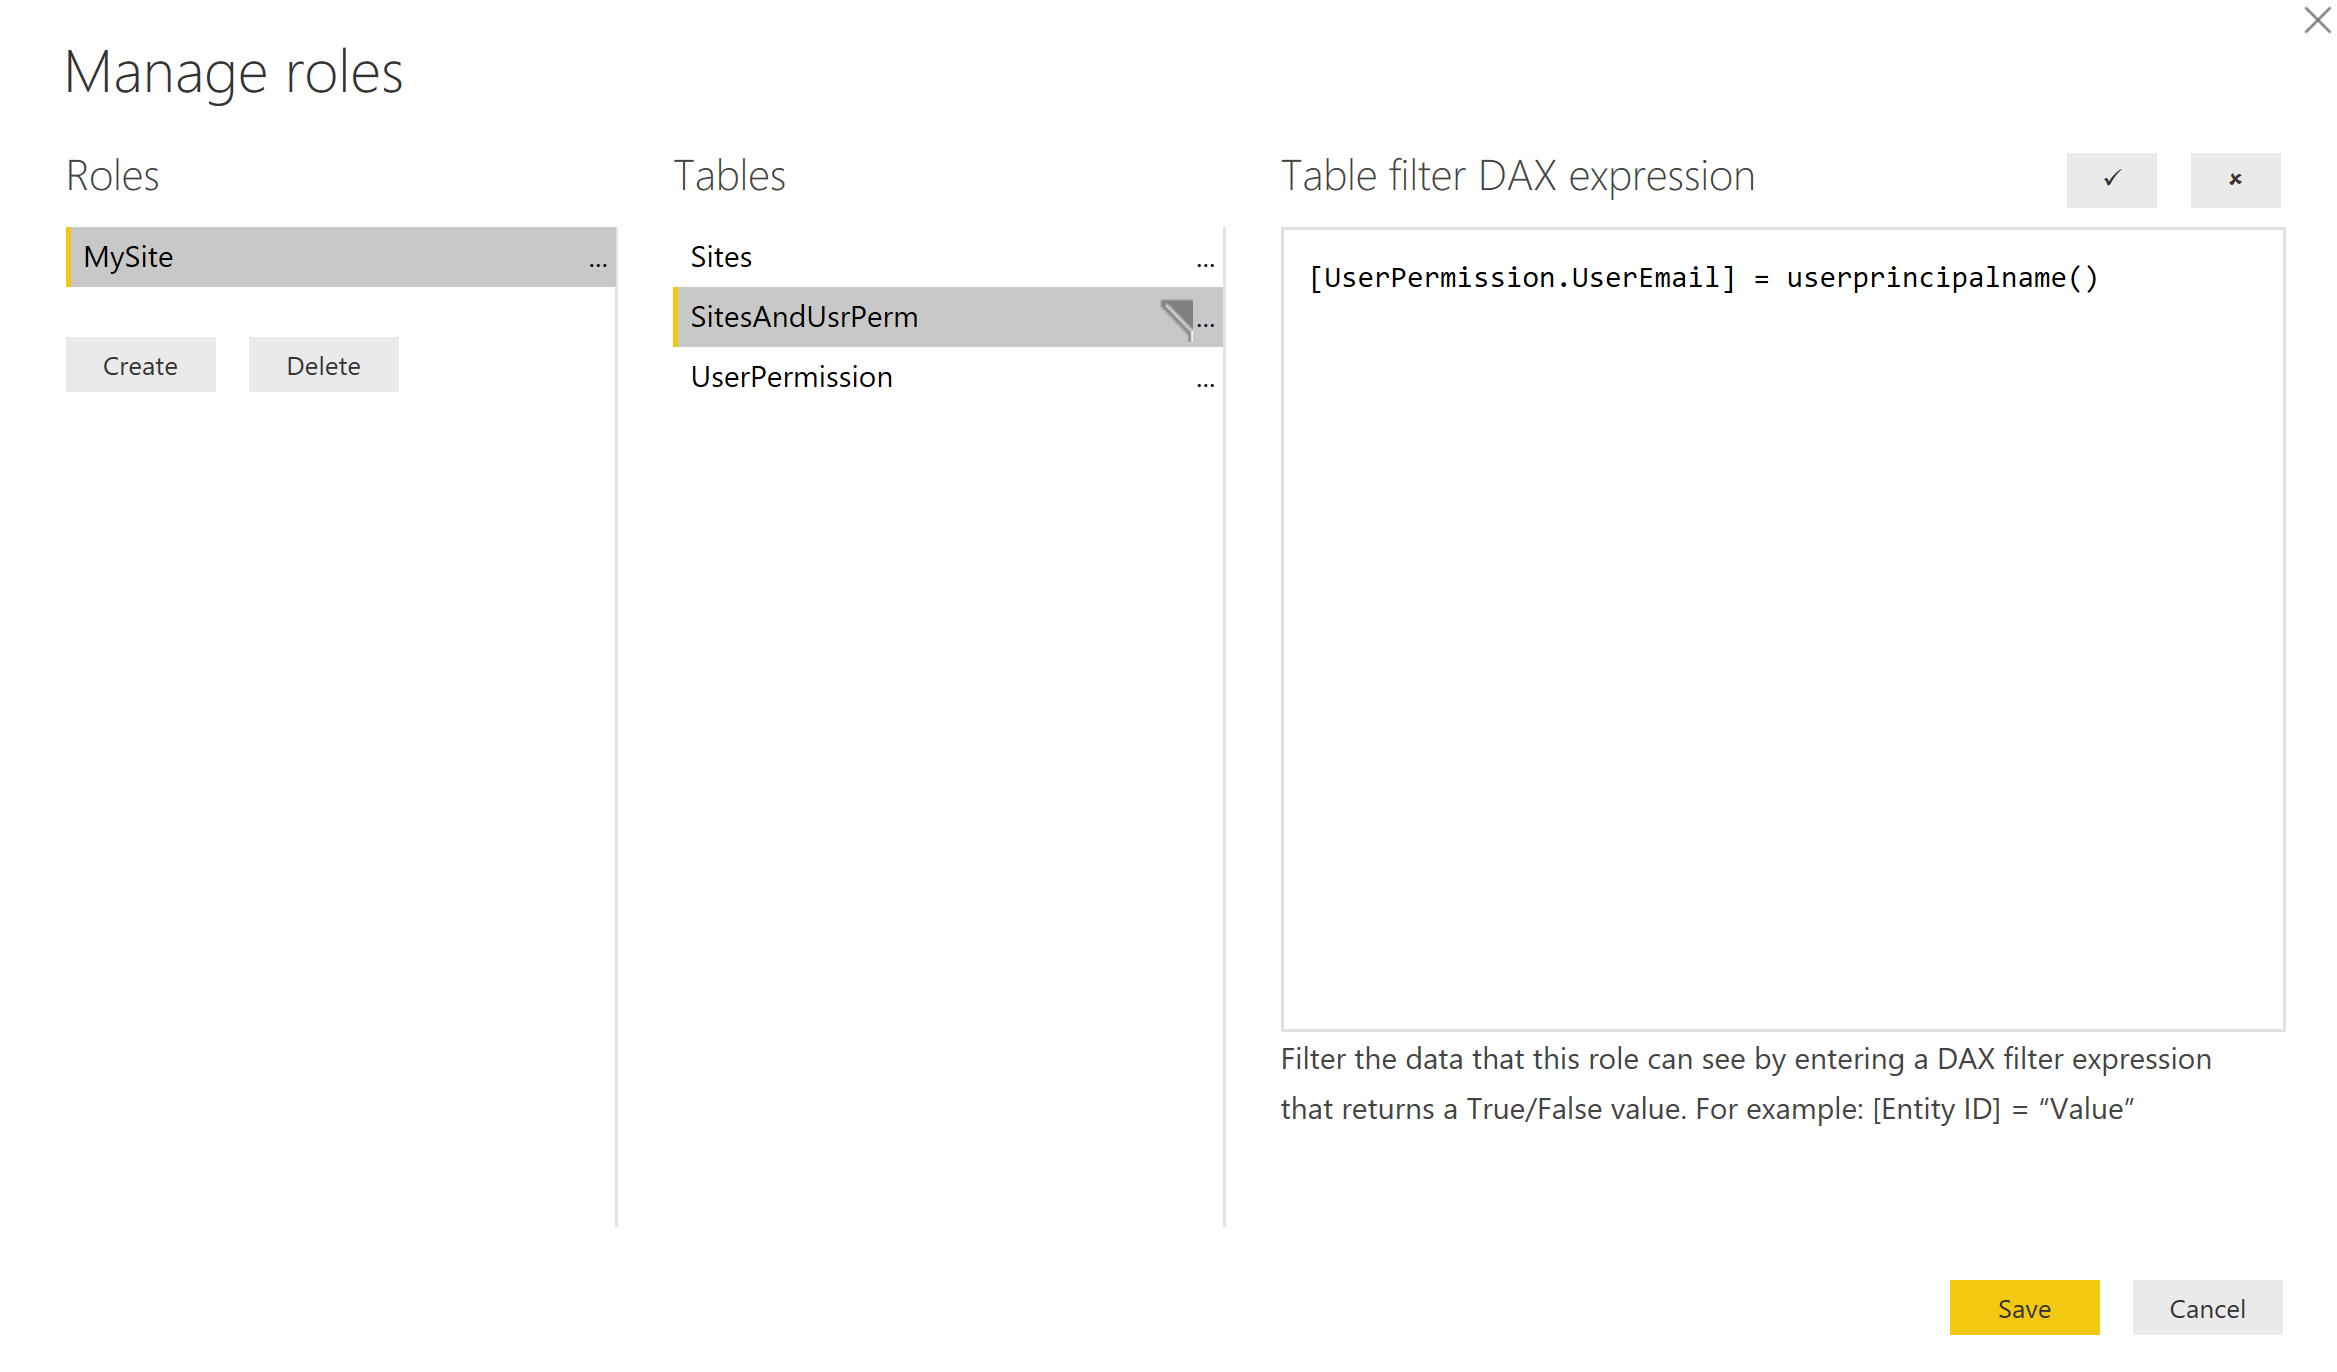 Manage roles
Roles
MySite
...
Create
Delete
Tables
Sites
...
SitesAndUsrPerm
...
UserPermission
...
Table filter DAX expression
[UserPermission.UserEmail] = userprincipalname()
Filter the data that this role can see by entering a DAX filter expression
that returns a True/False value. For example: [Entity ID] = “Value”
Save
Cancel